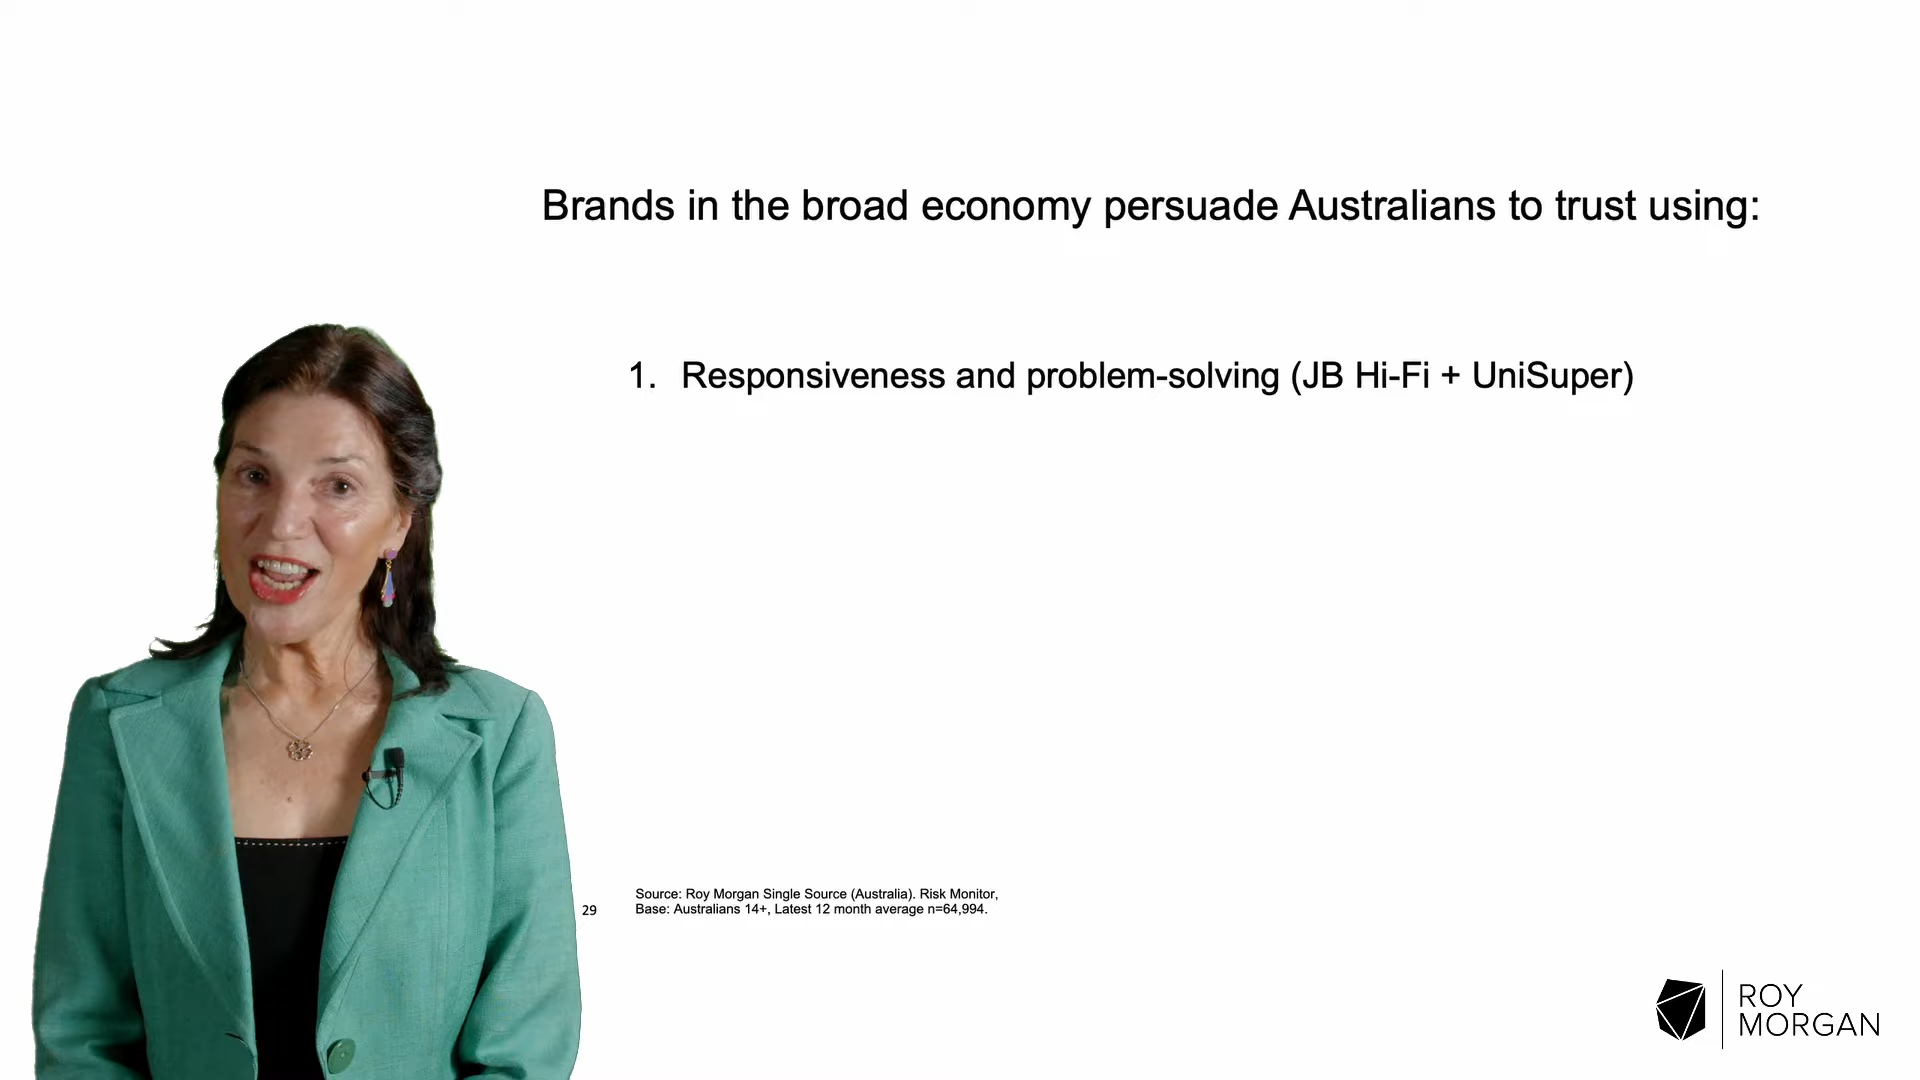 Brands in the broad economy persuade Australians to trust using:
1. Responsiveness and problem-solving (JB Hi-Fi + UniSuper)
Source: Roy Morgan Single Source (Australia). Risk Monitor,
Base: Australians 14+, Latest 12 month average n=64,994.
29
ROY
MORGAN